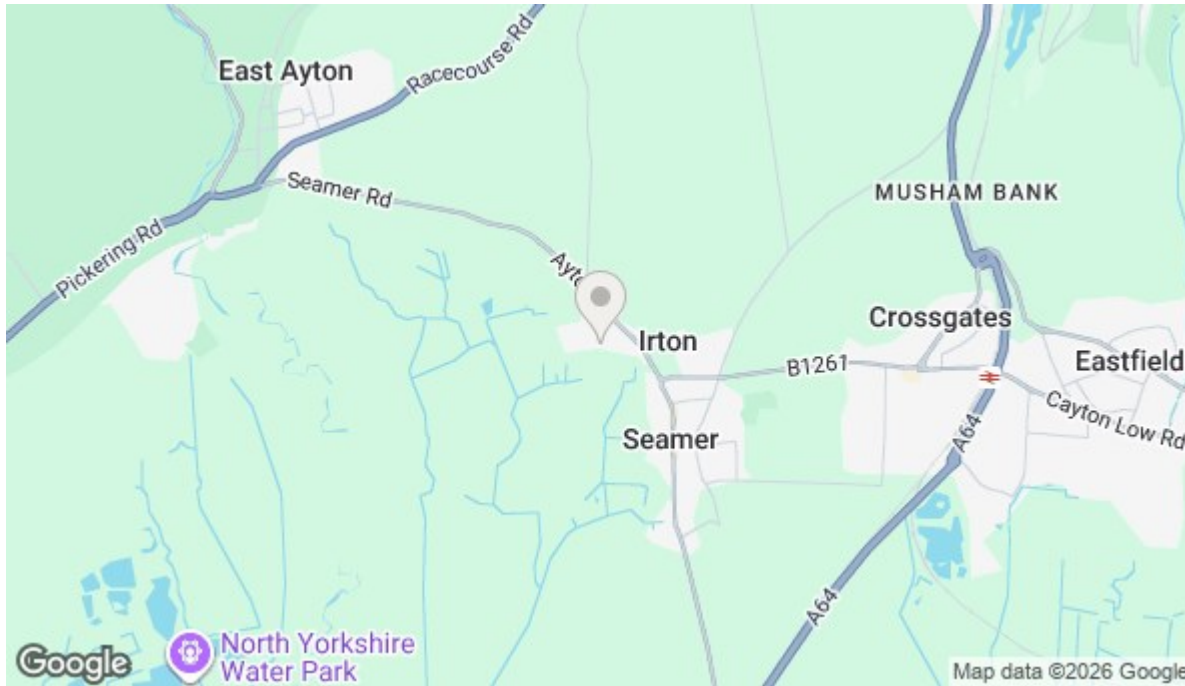 East Ayton
Racecourse Rd
Seamer Rd
MUSHAM BANK
Pickering Rd
Crossgates
Irton
Eastfield
B1261
Cayton Low Rd
Seamer
A64
A64
North Yorkshire
Water Park
Google
Map data ©2026 Google